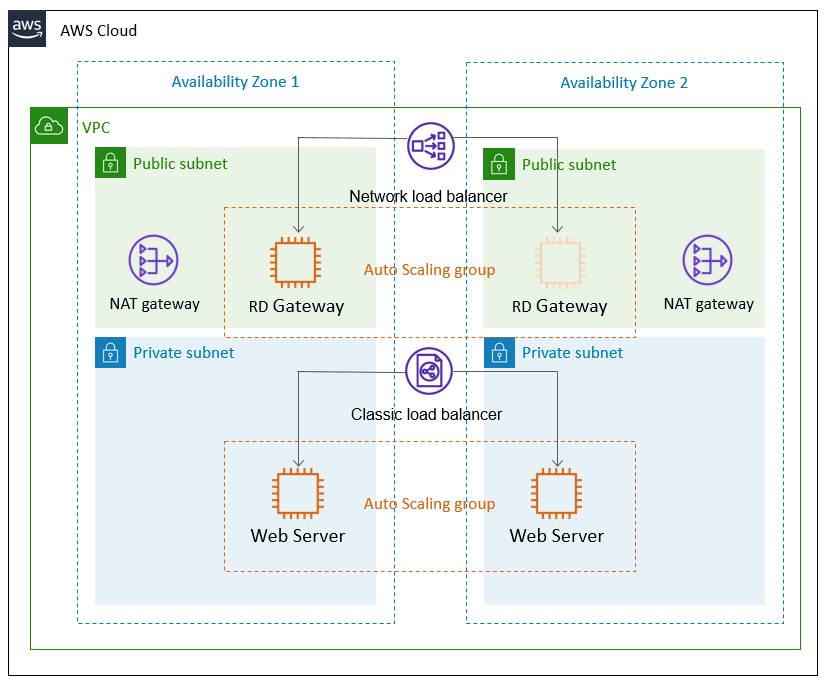 aws
AWS Cloud
Availability Zone 1
Availability Zone 2
VPC
Public subnet
Public subnet
Network load balancer
NAT gateway
RD Gateway
Auto Scaling group
RD Gateway
NAT gateway
Private subnet
Private subnet
Classic load balancer
Auto Scaling group
Web Server
Web Server